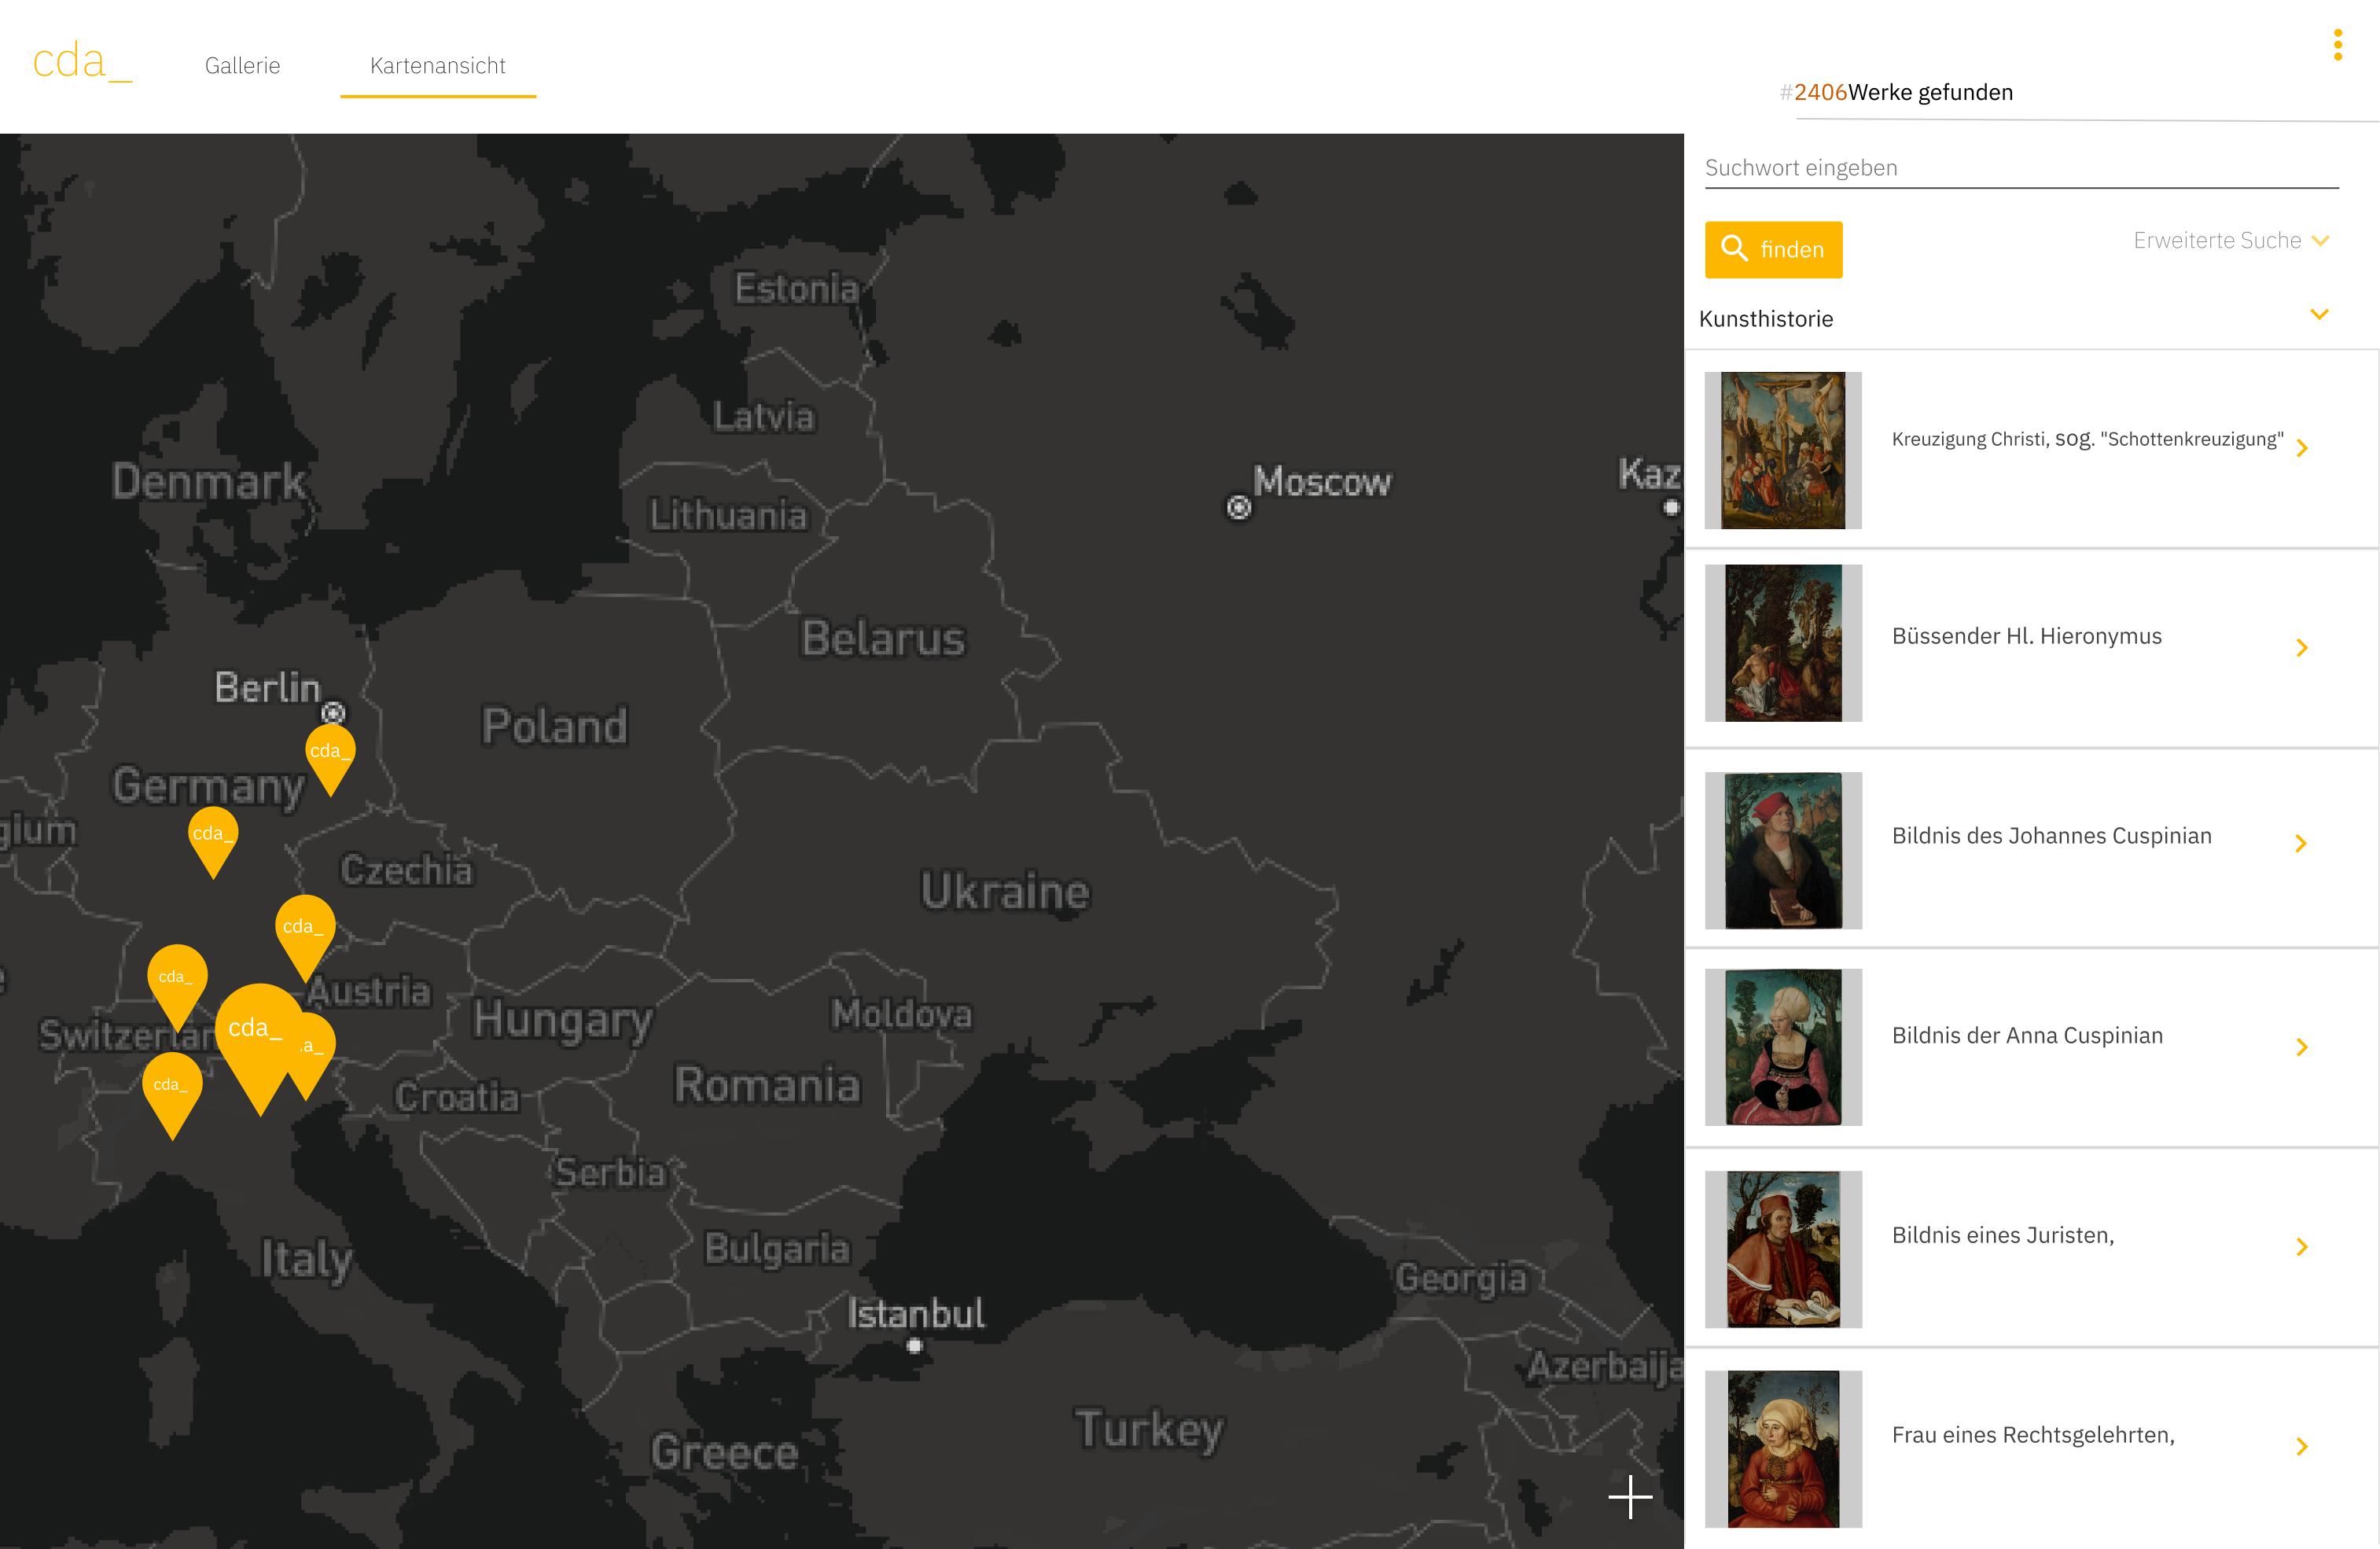 cda_
Gallerie
Kartenansicht
#2406Werke gefunden
Suchwort eingeben
finden
Erweiterte Suche
Kunsthistorie
Kreuzigung Christi, sog. "Schottenkreuzigung"
Büssender Hl. Hieronymus
Bildnis des Johannes Cuspinian
Bildnis der Anna Cuspinian
Bildnis eines Juristen,
Frau eines Rechtsgelehrten,
Estonia
Latvia
Denmark
Moscow
Kaz
Lithuania
Belarus
Berlin
Poland
cda_
Germany
cda_
glum
Czechia
Ukraine
cda_
cda_
Austria
Hungary
Moldova
Switzerlan
cda_
a_
cda_
Croatia
Romania
Serbia
Bulgaria
Italy
Georgia
Istanbul
Azerbaija
Turkey
Greece